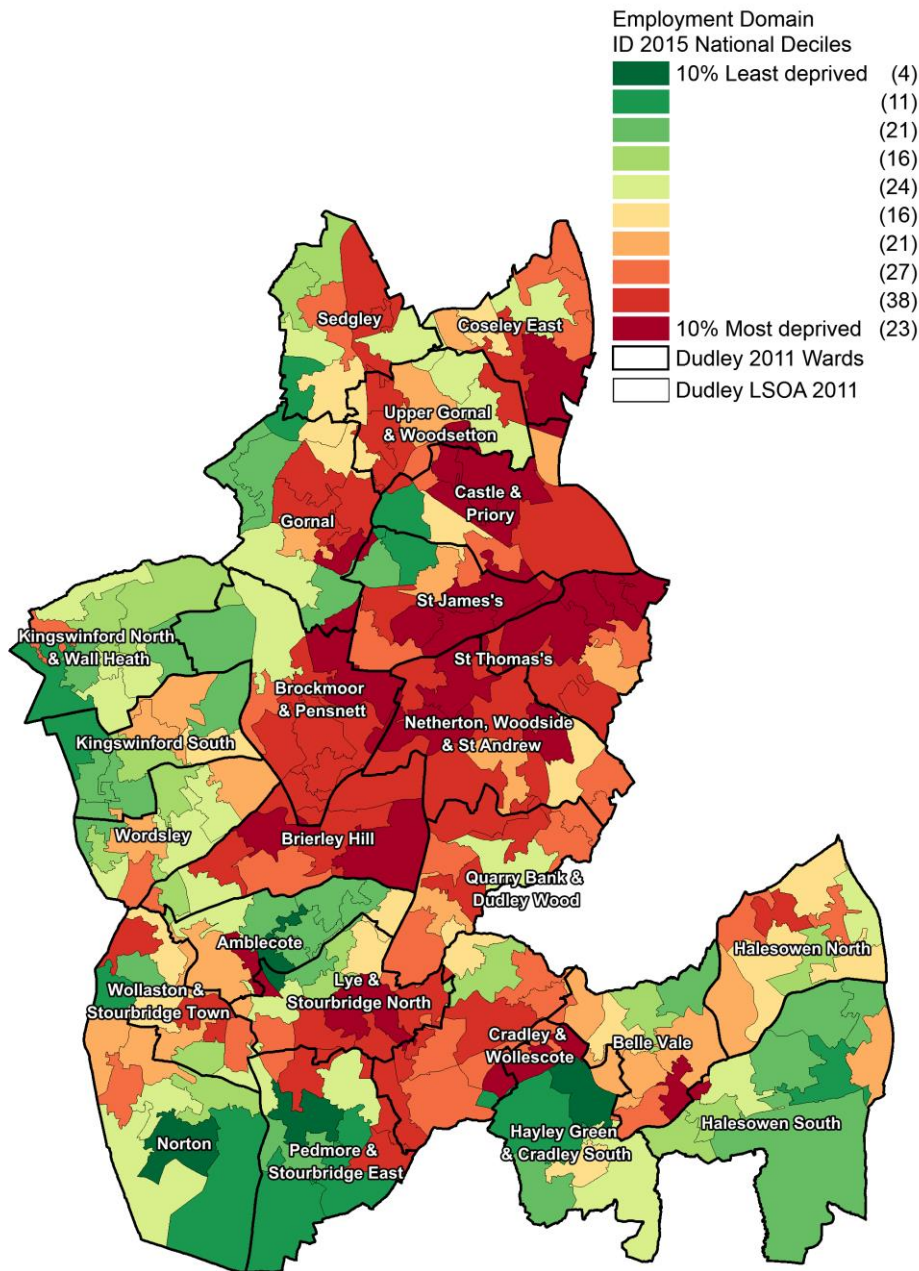 Employment Domain
ID 2015 National Deciles
10% Least deprived (4)
(11)
(21)
(16)
(24)
(16)
(21)
(27)
(38)
10% Most deprived (23)
Dudley 2011 Wards
Dudley LSOA 2011
Sedgley
Coseley East
Upper Gornal
& Woodsetton
Castle &
Priory
Gornal
St James's
Kingswinford North
& Wall Heath
St Thomas's
Brockmoor
& Pensnett
Netherton, Woodside
& St Andrew
Kingswinford South
Wordsley
Brierley Hill
Quarry Bank &
Dudley Wood
Amblecote
Halesowen North
Lye &
Stourbridge North
Wollaston &
Stourbridge Town
Cradley &
Wollescote
Belle Vale
Halesowen South
Hayley Green
& Cradley South
Norton
Pedmore &
Stourbridge East